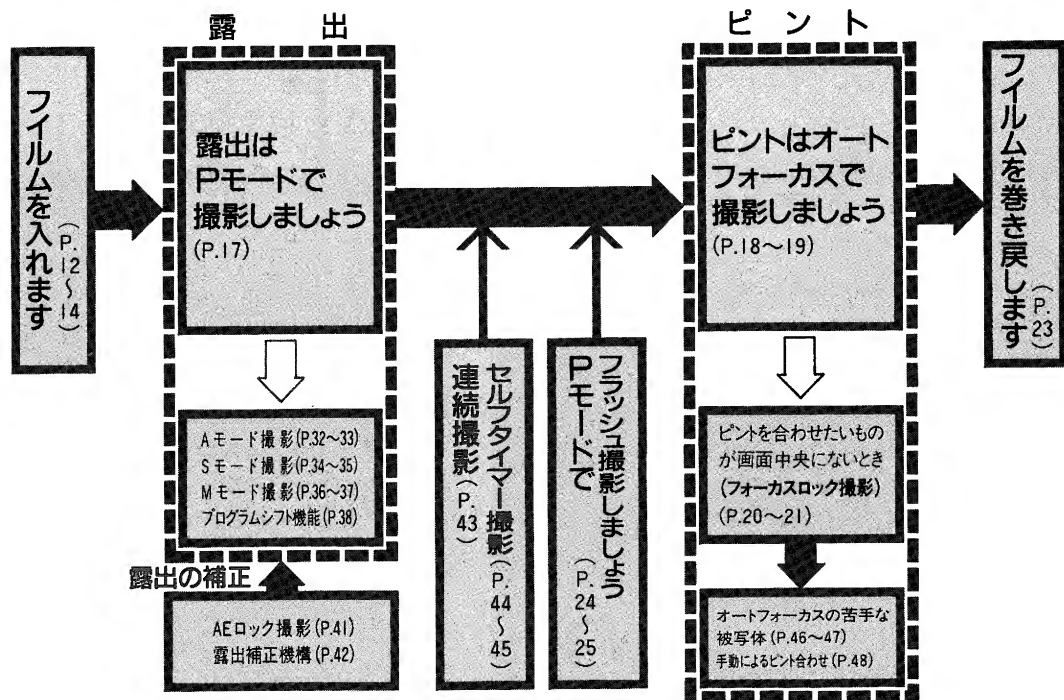 フイルムを入れます
(P.12〜14)
露出
露出は
Pモードで
撮影しましょう
(P.17)
Aモード撮影(P.32〜33)
Sモード撮影(P.34〜35)
Mモード撮影(P.36〜37)
プログラムシフト機能(P.38)
露出の補正
AEロック撮影(P.41)
露出補正機構(P.42)
セルフタイマー撮影(P.44〜45)
連続撮影(P.43)
フラッシュ撮影しましょう
Pモードで
(P.24〜25)
ピント
ピントはオート
フォーカスで
撮影しましょう
(P.18〜19)
ピントを合わせたいもの
が画面中央にないとき
(フォーカスロック撮影)
(P.20〜21)
オートフォーカスの苦手な
被写体(P.46〜47)
手動によるピント合わせ(P.48)
フイルムを巻き戻します
(P.23)